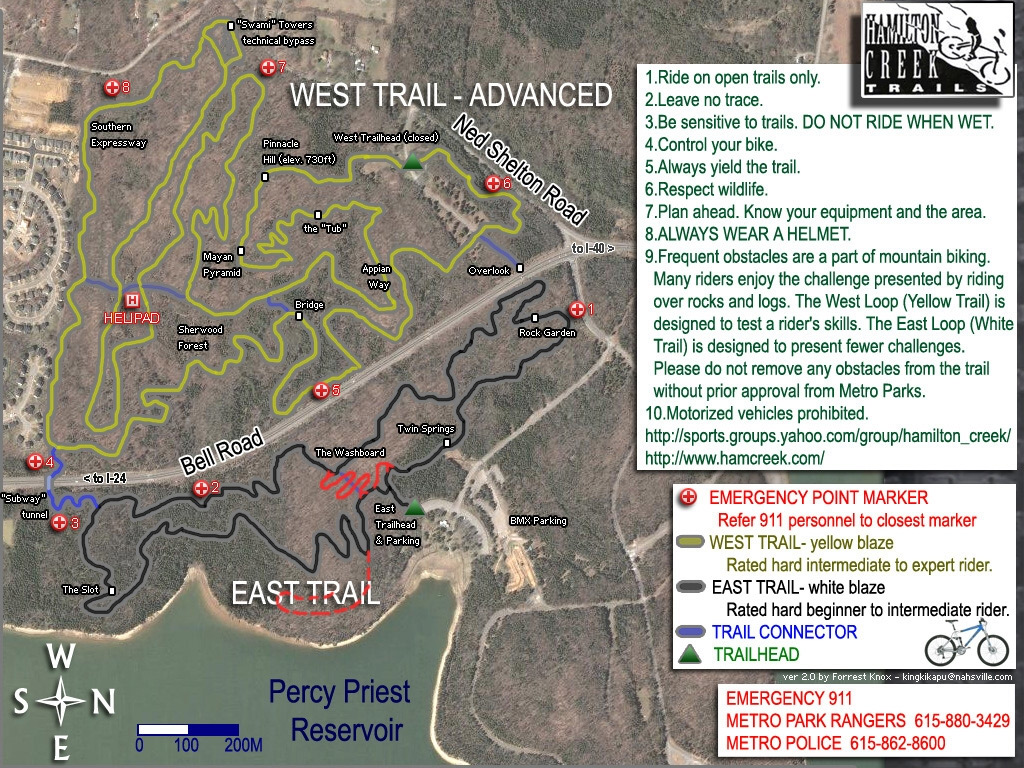 "Swami" Towers
technical bypass
7
8
WEST TRAIL - ADVANCED
Southern
Expressway
Pinnacle
Hill (elev. 730ft)
West Trailhead (closed)
Ned Shelton Road
6
the "Tub"
to I-40 >
Mayan
Pyramid
Appian
Way
Overlook
H
HELIPAD
Bridge
1
Sherwood
Forest
Rock Garden
5
Twin Springs
Bell Road
The Washboard
4
< to I-24
2
"Subway"
tunnel
3
East
Trailhead
& Parking
BMX Parking
The Slot
EAST TRAIL
W
S N
E
0 100 200M
Percy Priest
Reservoir
HAMILTON
CREEK
TRAILS
1.Ride on open trails only.
2.Leave no trace.
3.Be sensitive to trails. DO NOT RIDE WHEN WET.
4.Control your bike.
5.Always yield the trail.
6.Respect wildlife.
7.Plan ahead. Know your equipment and the area.
8.ALWAYS WEAR A HELMET.
9.Frequent obstacles are a part of mountain biking.
Many riders enjoy the challenge presented by riding
over rocks and logs. The West Loop (Yellow Trail) is
designed to test a rider's skills. The East Loop (White
Trail) is designed to present fewer challenges.
Please do not remove any obstacles from the trail
without prior approval from Metro Parks.
10.Motorized vehicles prohibited.
http://sports.groups.yahoo.com/group/hamilton_creek/
http://www.hamcreek.com/
EMERGENCY POINT MARKER
Refer 911 personnel to closest marker
WEST TRAIL- yellow blaze
Rated hard intermediate to expert rider.
EAST TRAIL- white blaze
Rated hard beginner to intermediate rider.
TRAIL CONNECTOR
TRAILHEAD
ver 2.0 by Forrest Knox - kingkikapu@nahsville.com
EMERGENCY 911
METRO PARK RANGERS 615-880-3429
METRO POLICE 615-862-8600